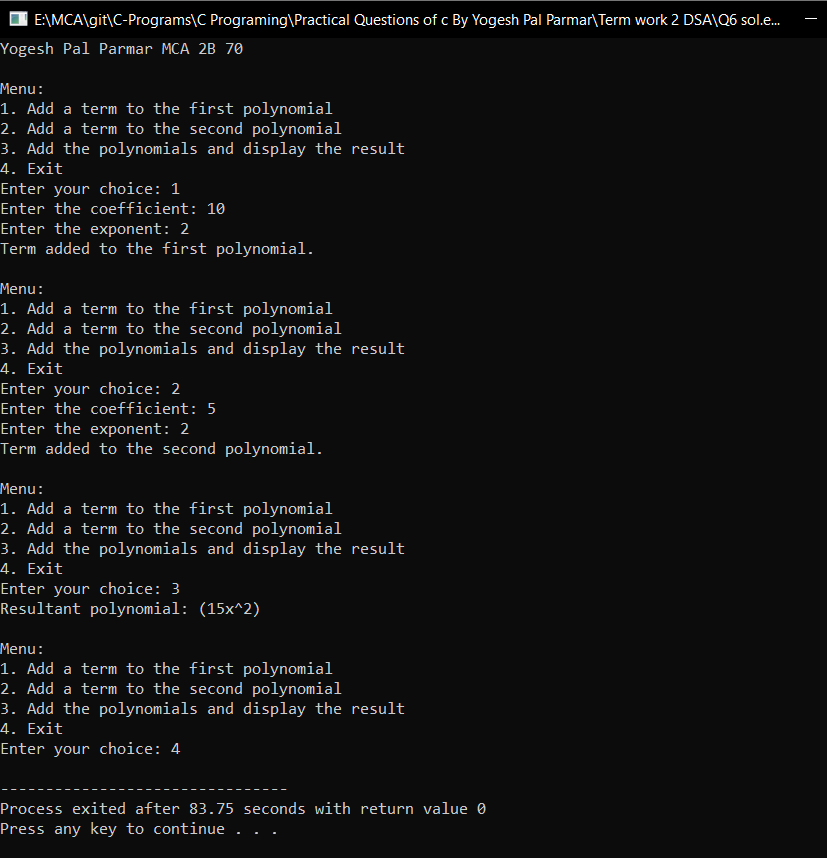 E:\MCA\git\C-Programs\C Programing\Practical Questions of c By Yogesh Pal Parmar\Term work 2 DSA\Q6 sol.e...
Yogesh Pal Parmar MCA 2B 70
Menu:
1. Add a term to the first polynomial
2. Add a term to the second polynomial
3. Add the polynomials and display the result
4. Exit
Enter your choice: 1
Enter the coefficient: 10
Enter the exponent: 2
Term added to the first polynomial.
Menu:
1. Add a term to the first polynomial
2. Add a term to the second polynomial
3. Add the polynomials and display the result
4. Exit
Enter your choice: 2
Enter the coefficient: 5
Enter the exponent: 2
Term added to the second polynomial.
Menu:
1. Add a term to the first polynomial
2. Add a term to the second polynomial
3. Add the polynomials and display the result
4. Exit
Enter your choice: 3
Resultant polynomial: (15x^2)
Menu:
1. Add a term to the first polynomial
2. Add a term to the second polynomial
3. Add the polynomials and display the result
4. Exit
Enter your choice: 4
--------------------------------
Process exited after 83.75 seconds with return value 0
Press any key to continue . . .